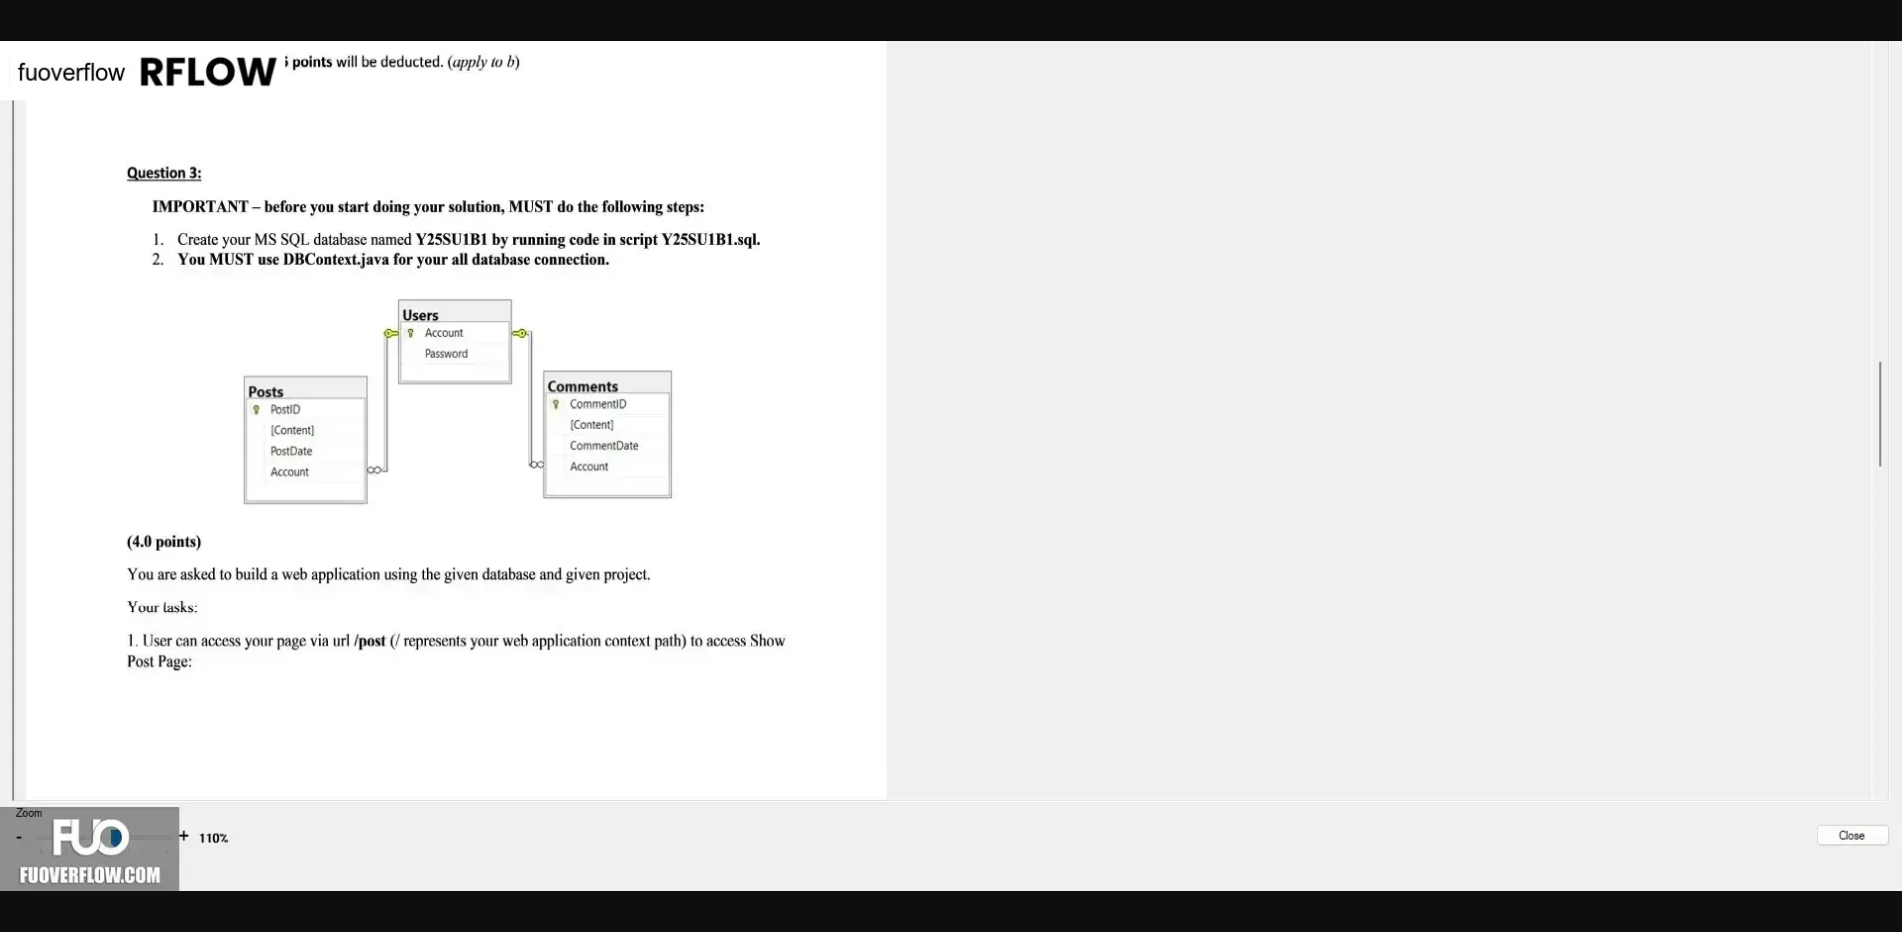 fuoverflow RFLOW points will be deducted. (apply to b)
Question 3:
IMPORTANT – before you start doing your solution, MUST do the following steps:
1. Create your MS SQL database named Y25SU1B1 by running code in script Y25SU1B1.sql.
2. You MUST use DBContext.java for your all database connection.
Users
Account
Password
Posts
PostID
[Content]
PostDate
Account
Comments
CommentID
[Content]
CommentDate
Account
(4.0 points)
You are asked to build a web application using the given database and given project.
Your tasks:
1. User can access your page via url /post (/ represents your web application context path) to access Show
Post Page:
Zoom
- + 110%
FUO
FUOVERFLOW.COM
Close